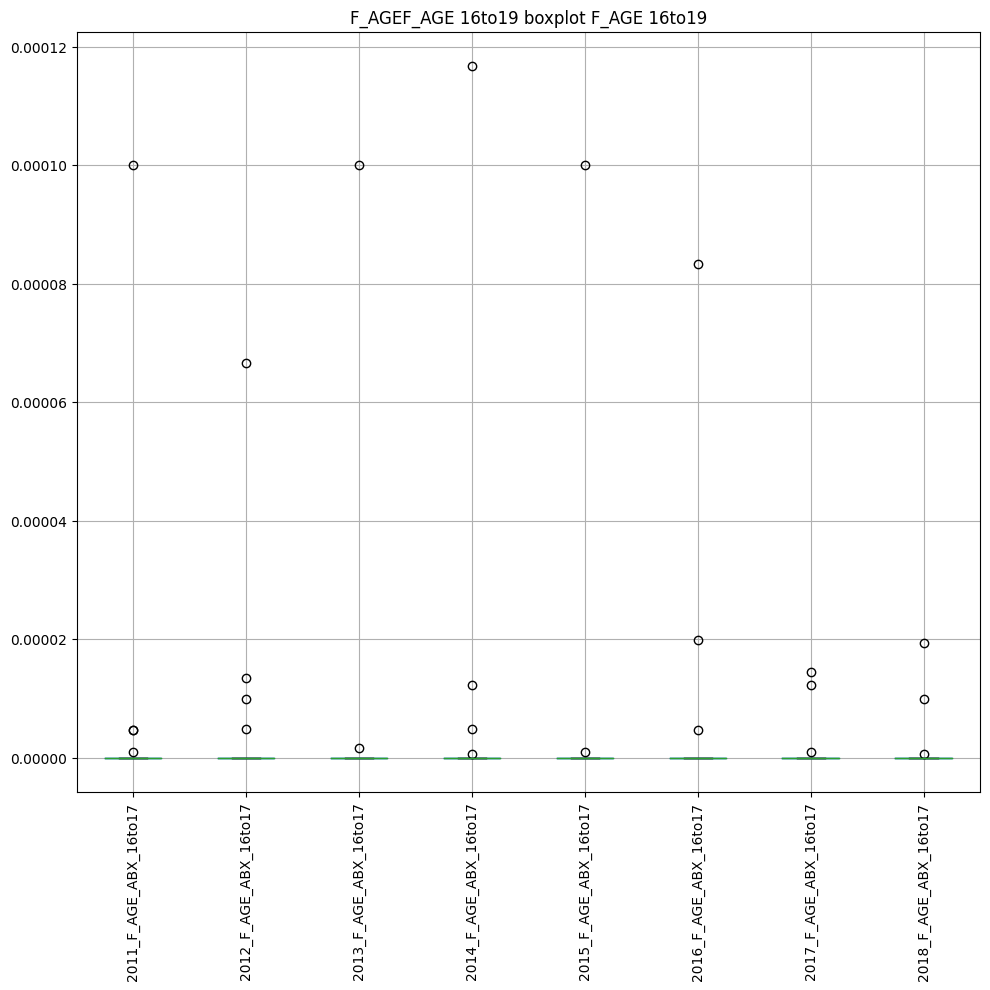 F_AGEF_AGE 16to19 boxplot F_AGE 16to19
0.00012
0.00010
0.00008
0.00006
0.00004
0.00002
0.00000
2011_F_AGE_ABX_16to17
2012_F_AGE_ABX_16to17
2013_F_AGE_ABX_16to17
2014_F_AGE_ABX_16to17
2015_F_AGE_ABX_16to17
2016_F_AGE_ABX_16to17
2017_F_AGE_ABX_16to17
2018_F_AGE_ABX_16to17